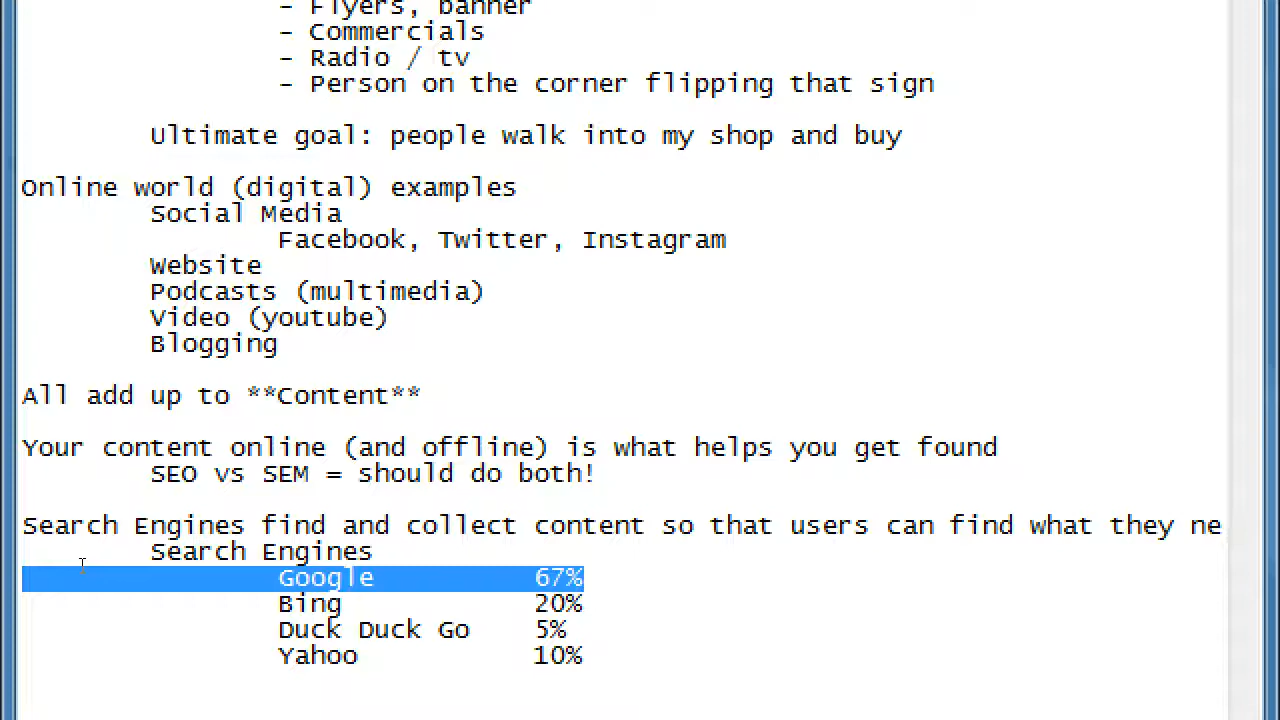 - Flyers, banner
- Commercials
- Radio / tv
- Person on the corner flipping that sign
Ultimate goal: people walk into my shop and buy
Online world (digital) examples
Social Media
Facebook, Twitter, Instagram
Website
Podcasts (multimedia)
Video (youtube)
Blogging
All add up to **Content**
Your content online (and offline) is what helps you get found
SEO vs SEM = should do both!
Search Engines find and collect content so that users can find what they ne
Search Engines
Google 67%
Bing 20%
Duck Duck Go 5%
Yahoo 10%